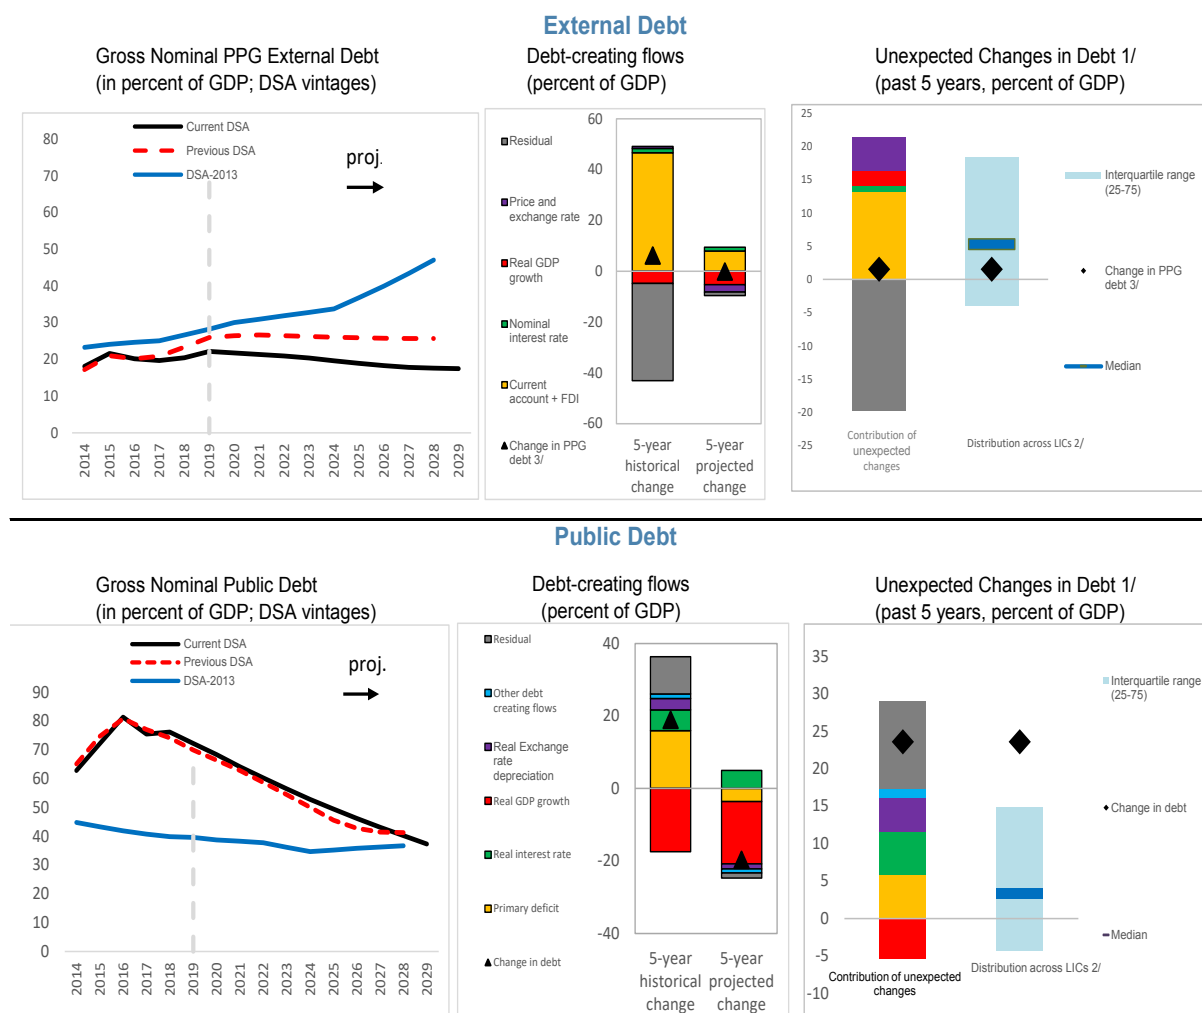 External Debt
Gross Nominal PPG External Debt
(in percent of GDP; DSA vintages)
Current DSA
Previous DSA
DSA-2013
proj.
80
70
60
50
40
30
20
10
0
2014
2015
2016
2017
2018
2019
2020
2021
2022
2023
2024
2025
2026
2027
2028
2029
Debt-creating flows
(percent of GDP)
Residual
Price and
exchange rate
Real GDP
growth
Nominal
interest rate
Current
account + FDI
Change in PPG
debt 3/
60
40
20
0
-20
-40
-60
5-year
historical
change
5-year
projected
change
Unexpected Changes in Debt 1/
(past 5 years, percent of GDP)
25
20
15
10
5
0
-5
-10
-15
-20
-25
Contribution of
unexpected
changes
Distribution across LICs 2/
Interquartile range
(25-75)
Change in PPG
debt 3/
Median
Public Debt
Gross Nominal Public Debt
(in percent of GDP; DSA vintages)
Current DSA
Previous DSA
DSA-2013
proj.
90
80
70
60
50
40
30
20
10
0
2014
2015
2016
2017
2018
2019
2020
2021
2022
2023
2024
2025
2026
2027
2028
2029
Debt-creating flows
(percent of GDP)
Residual
Other debt
creating flows
Real Exchange
rate
depreciation
Real GDP growth
Real interest rate
Primary deficit
Change in debt
40
20
0
-20
-40
5-year
historical
change
5-year
projected
change
Unexpected Changes in Debt 1/
(past 5 years, percent of GDP)
35
30
25
20
15
10
5
0
-5
-10
Contribution of unexpected
changes
Distribution across LICs 2/
Interquartile range
(25-75)
Change in debt
Median